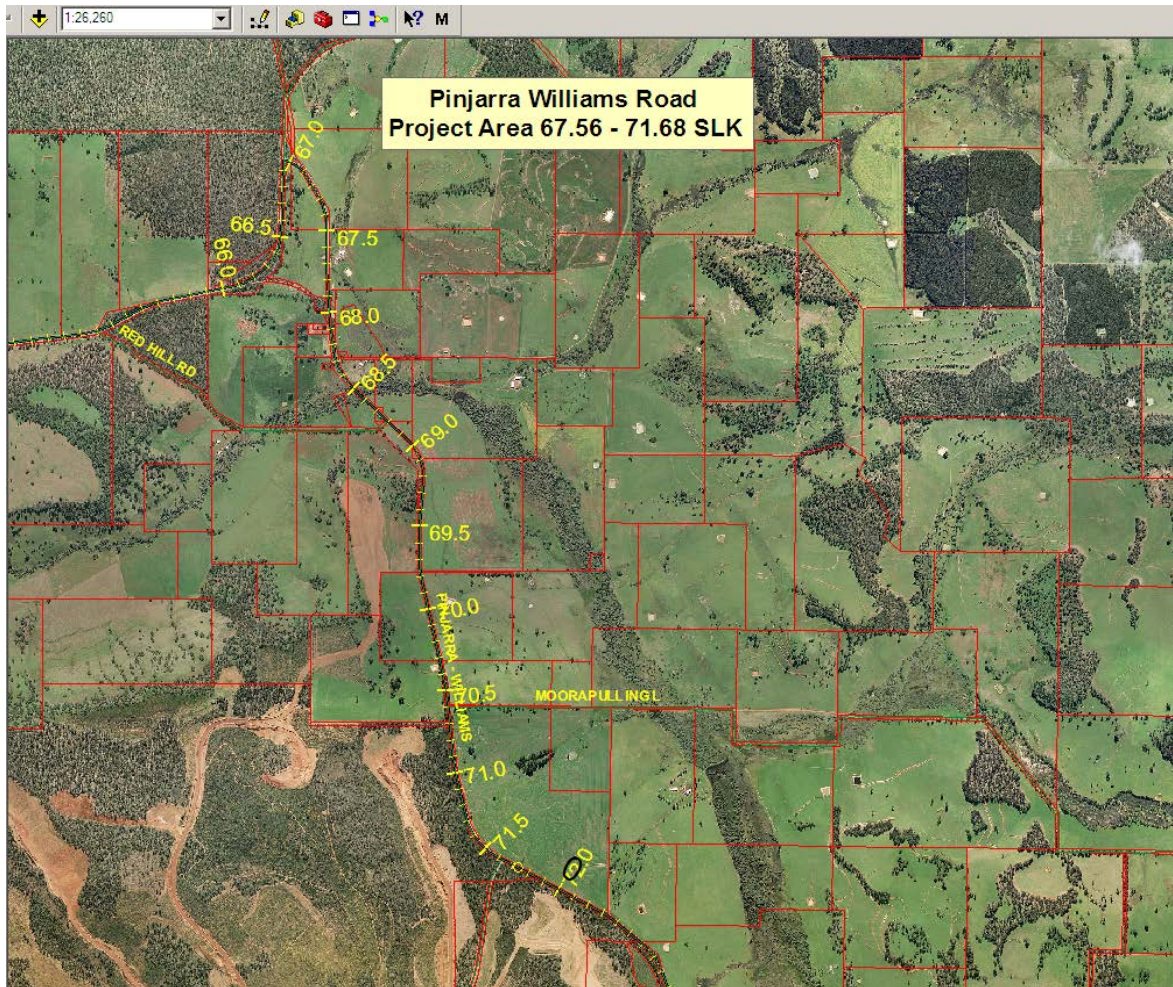 1:26,260
M
Pinjarra Williams Road
Project Area 67.56 - 71.68 SLK
67.0
66.5
67.5
66.0
68.0
RED HILL RD
68.5
69.0
69.5
70.0
PINJARRA - WILLIAMS
70.5
MOORAPULLING L
71.0
71.5
72.0